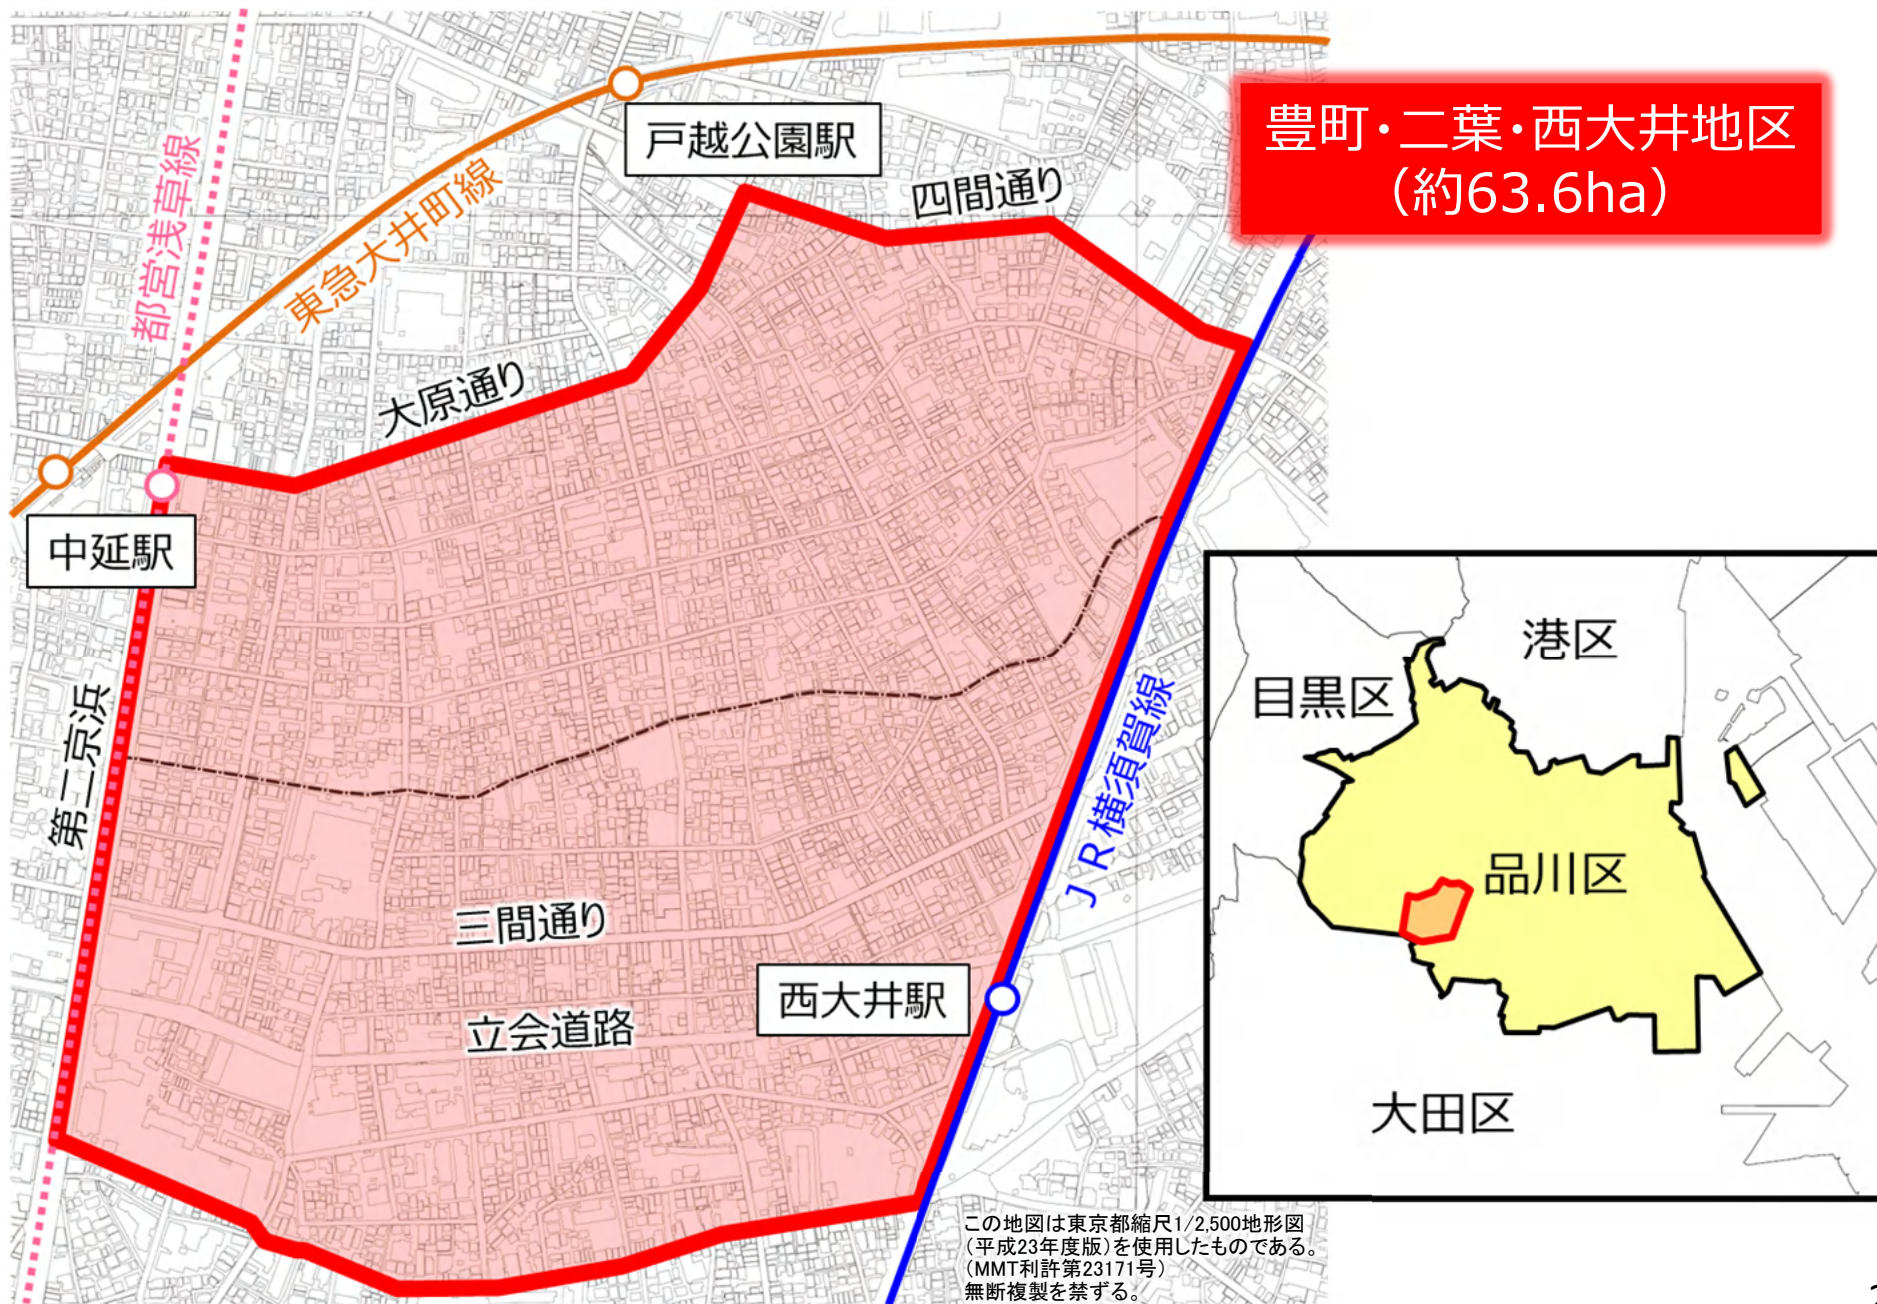 豊町・二葉・西大井地区
（約63.6ha）
戸越公園駅
四間通り
都営浅草線
東急大井町線
大原通り
中延駅
第二京浜
JR横須賀線
三間通り
西大井駅
立会道路
港区
目黒区
品川区
大田区
この地図は東京都縮尺1/2,500地形図
（平成23年度版）を使用したものである。
（MMT利許第23171号）
無断複製を禁ずる。